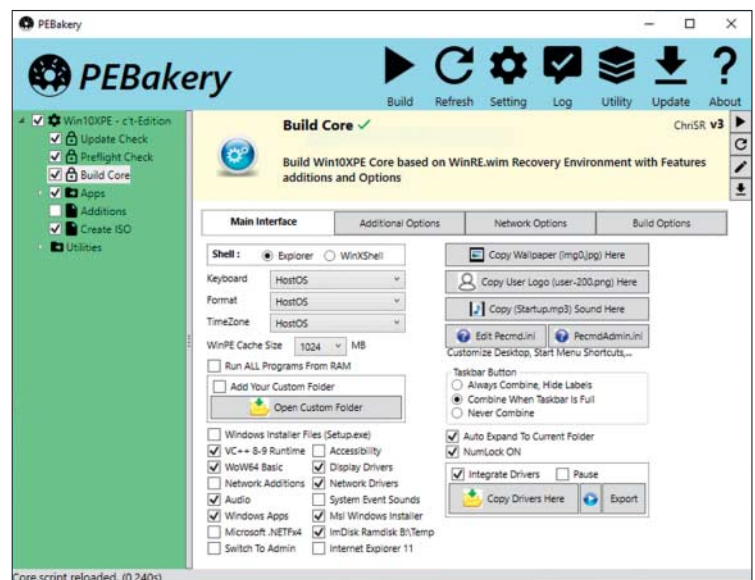 PEBakery
PEBakery
Build Refresh Setting Log Utility Update About
Win10XPE - c't-Edition
Update Check
Preflight Check
Build Core
Apps
Additions
Create ISO
Utilities
Build Core
ChriSR v3
Build Win10XPE Core based on WinRE.wim Recovery Environment with Features
additions and Options
Main Interface Additional Options Network Options Build Options
Shell : Explorer WinXShell
Keyboard HostOS
Format HostOS
TimeZone HostOS
WinPE Cache Size 1024 MB
Run ALL Programs From RAM
Add Your Custom Folder
Open Custom Folder
Windows Installer Files (Setup.exe)
VC++ 8-9 Runtime Accessibility
WoW64 Basic Display Drivers
Network Additions Network Drivers
Audio System Event Sounds
Windows Apps Msi Windows Installer
Microsoft .NETFx4 ImDisk Ramdisk B:\Temp
Switch To Admin Internet Explorer 11
Copy Wallpaper (img0.jpg) Here
Copy User Logo (user-200.png) Here
Copy (Startup.mp3) Sound Here
Edit Pecmd.ini PecmdAdmin.ini
Customize Desktop, Start Menu Shortcuts,...
Taskbar Button
Always Combine, Hide Labels
Combine When Taskbar Is Full
Never Combine
Auto Expand To Current Folder
NumLock ON
Integrate Drivers Pause
Copy Drivers Here Export
Core script reloaded. (0.240s)